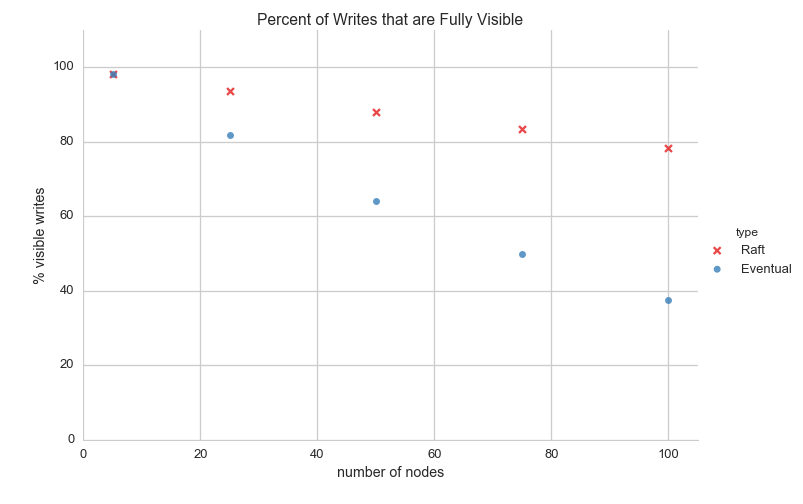 Percent of Writes that are Fully Visible
% visible writes
100
80
60
40
20
0
0 20 40 60 80 100
number of nodes
type
Raft
Eventual